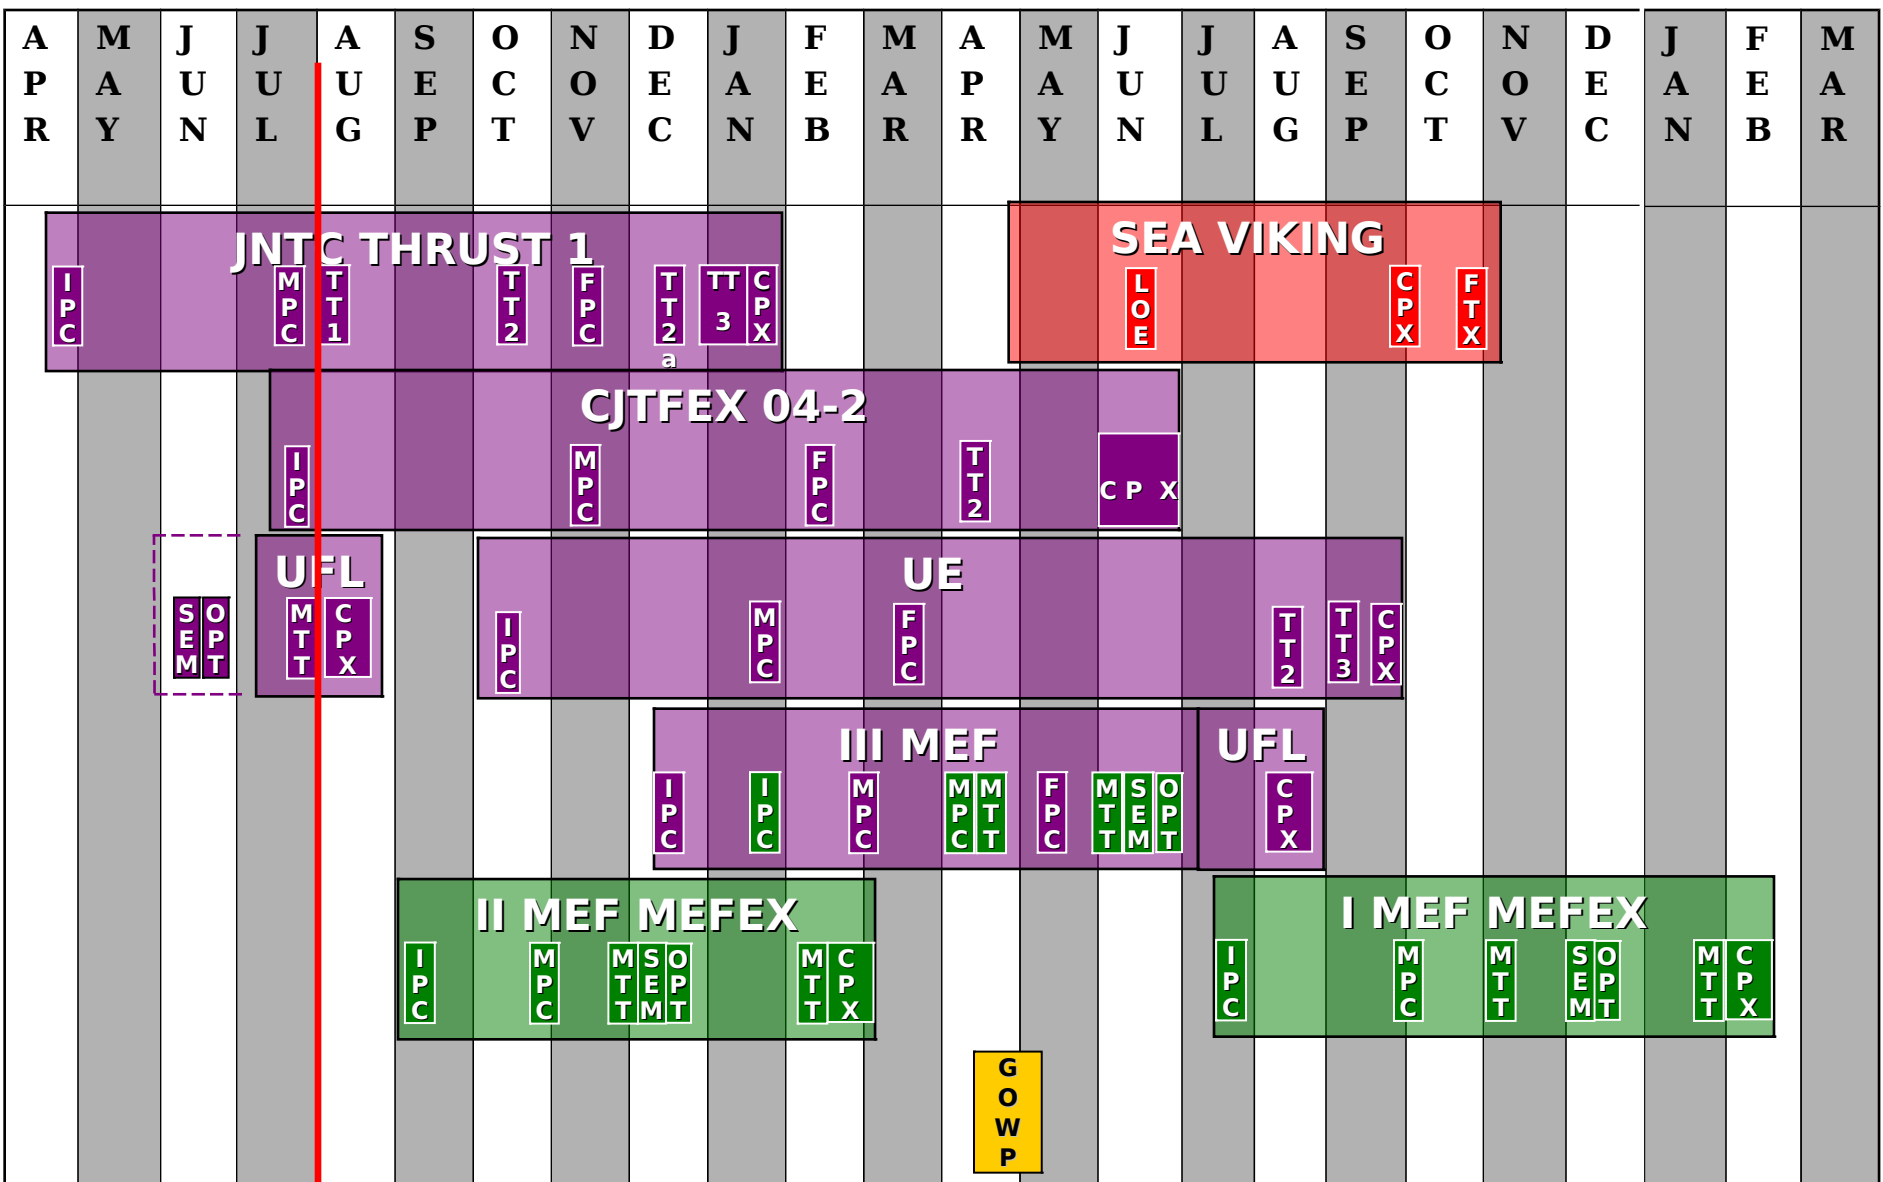 APR MAY JUN JUL AUG SEP OCT NOV DEC JAN FEB MAR APR MAY JUN JUL AUG SEP OCT NOV DEC JAN FEB MAR
JNTC THRUST 1
IPC MPC TT1 TT2 FPC TT2a TT3 CPX
SEA VIKING
LOE CPX FTX
CJTFEX 04-2
IPC MPC FPC TT2 CPX
SEM OPT
UFL
MTT CPX
UE
IPC MPC FPC TT2 TT3 CPX
III MEF
IPC IPC MPC MPC MTT FPC MTT SEM OPT
UFL
CPX
II MEF MEFEX
IPC MPC MTT SEM OPT MTT CPX
I MEF MEFEX
IPC MPC MTT SEM OPT MTT CPX
GOWP